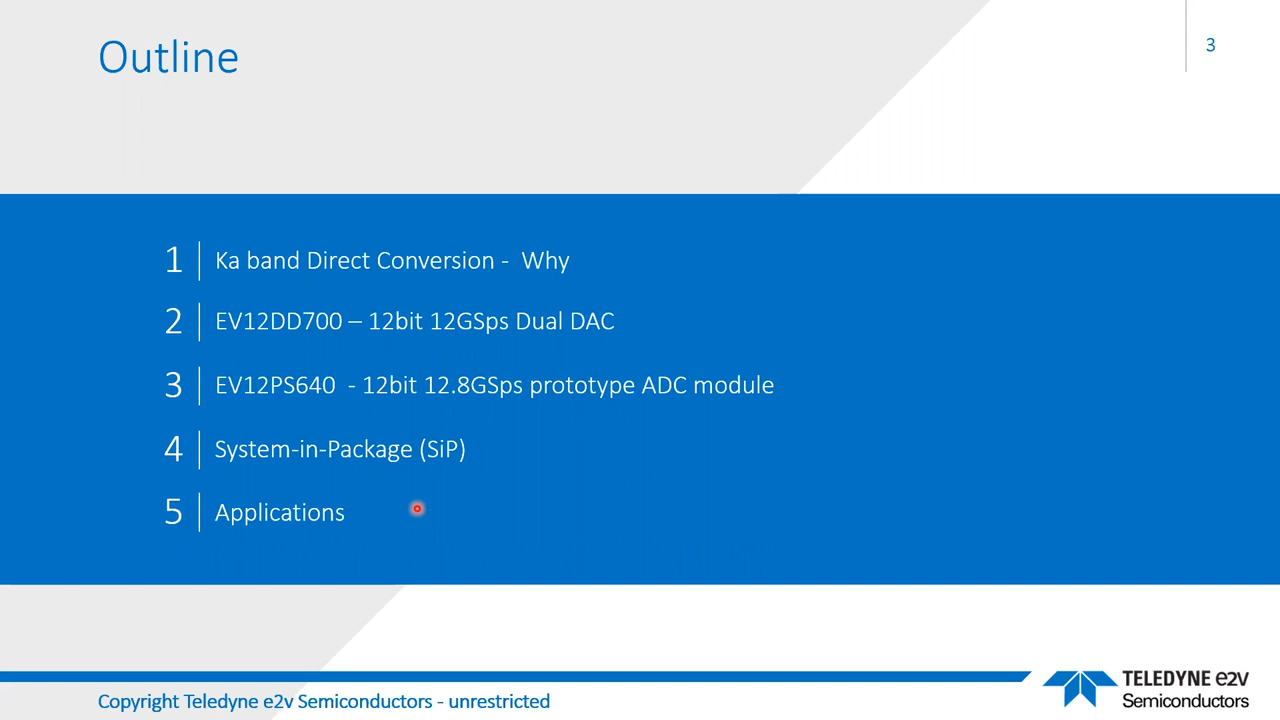 Outline
3
1 Ka band Direct Conversion - Why
2 EV12DD700 – 12bit 12GSps Dual DAC
3 EV12PS640 - 12bit 12.8GSps prototype ADC module
4 System-in-Package (SiP)
5 Applications
Copyright Teledyne e2v Semiconductors - unrestricted
TELEDYNE e2v
Semiconductors